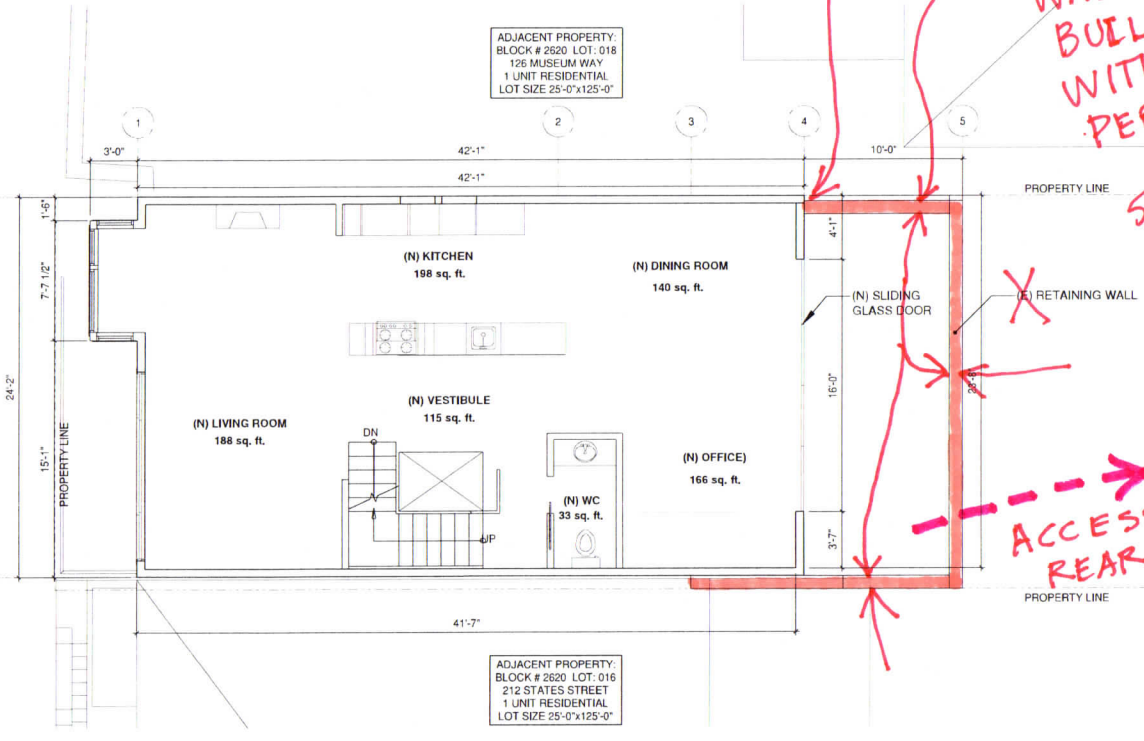 ADJACENT PROPERTY:
BLOCK # 2620 LOT: 018
126 MUSEUM WAY
1 UNIT RESIDENTIAL
LOT SIZE 25'-0"x125'-0"
BUIL
WIT
PER
1
2
3
4
5
3'-0"
42'-1"
10'-0"
42'-1"
PROPERTY LINE
1'-6"
7'-7 1/2"
24'-2"
15'-1"
PROPERTY LINE
(N) KITCHEN
198 sq. ft.
(N) DINING ROOM
140 sq. ft.
4'-1"
(N) SLIDING
GLASS DOOR
(E) RETAINING WALL
X
16'-0"
(N) VESTIBULE
115 sq. ft.
(N) LIVING ROOM
188 sq. ft.
DN
UP
(N) WC
33 sq. ft.
(N) OFFICE)
166 sq. ft.
3'-7"
ACCES
REAR
PROPERTY LINE
41'-7"
ADJACENT PROPERTY:
BLOCK # 2620 LOT: 016
212 STATES STREET
1 UNIT RESIDENTIAL
LOT SIZE 25'-0"x125'-0"